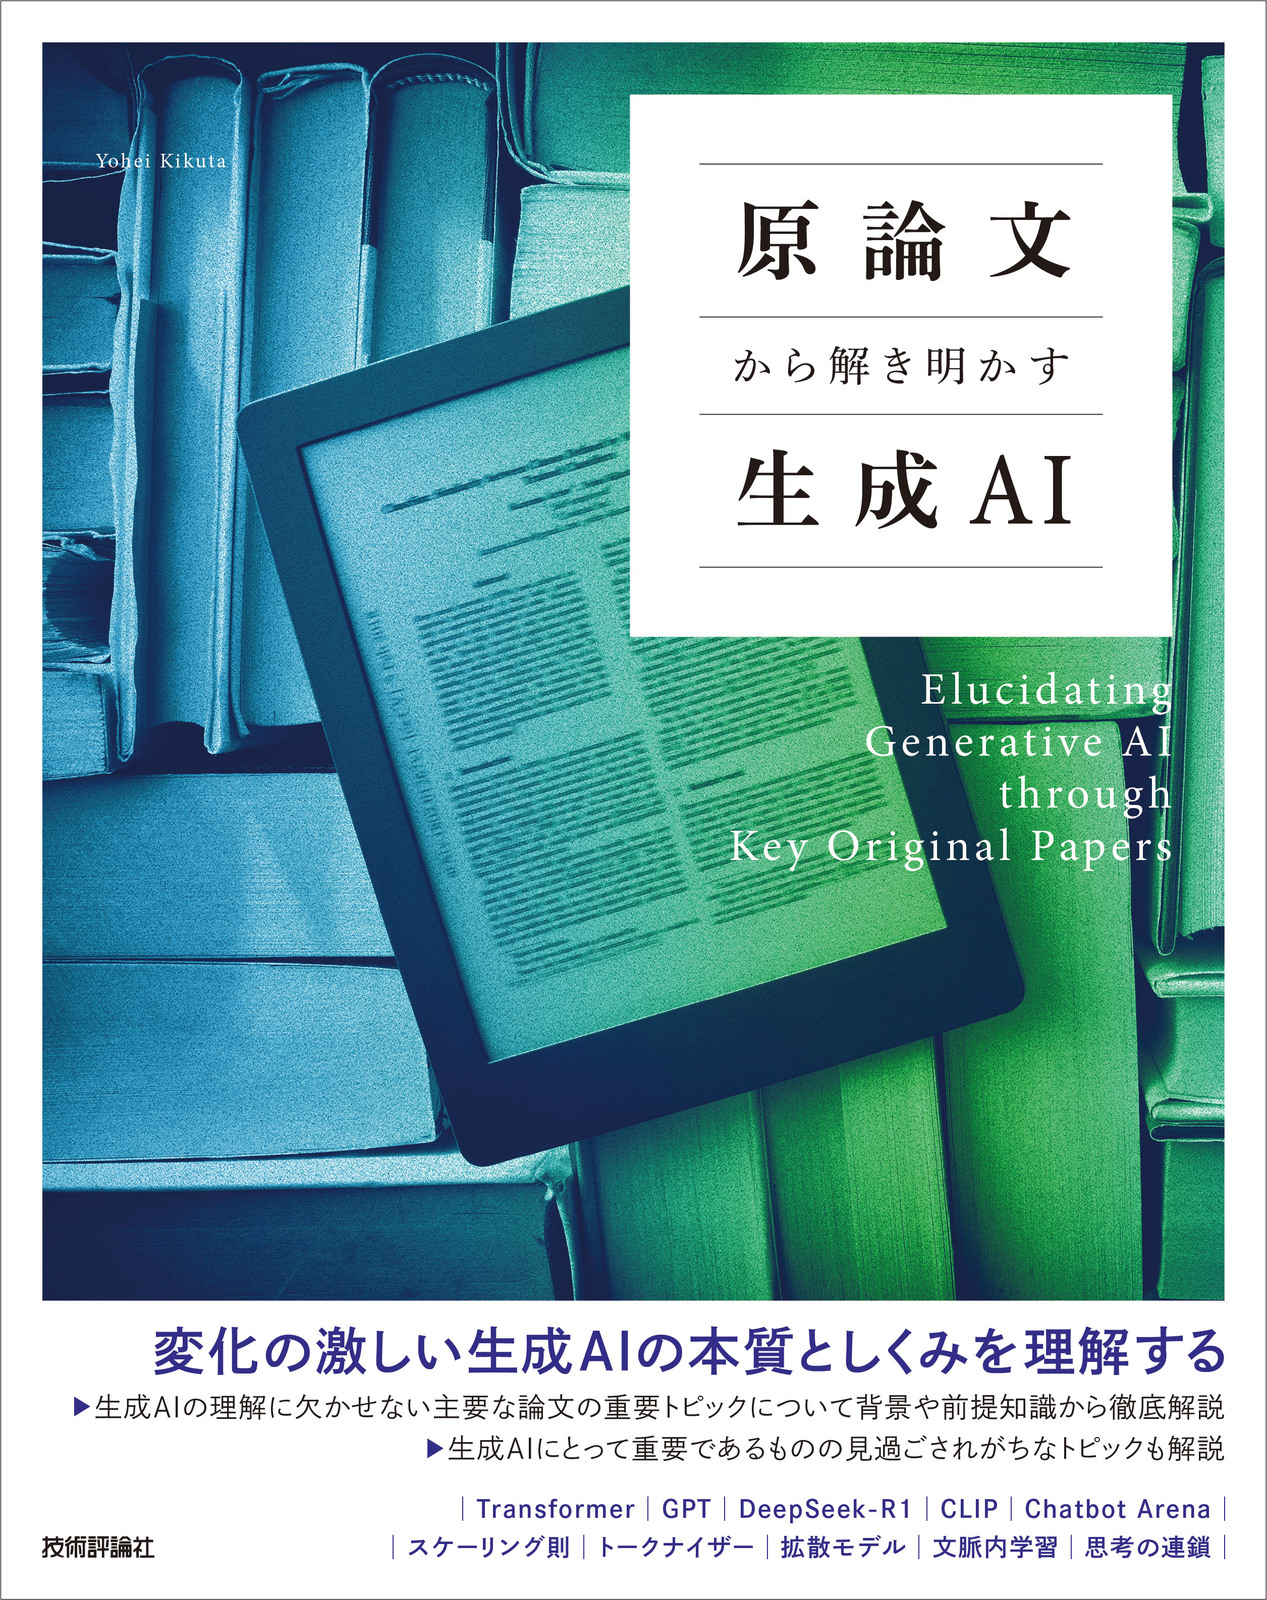 Yohei Kikuta
原論文
から解き明かす
生成AI
Elucidating
Generative AI
through
Key Original Papers
変化の激しい生成AIの本質としくみを理解する
▶生成AIの理解に欠かせない主要な論文の重要トピックについて背景や前提知識から徹底解説
▶生成AIにとって重要であるものの見過ごされがちなトピックも解説
| Transformer | GPT | DeepSeek-R1 | CLIP | Chatbot Arena |
| スケーリング則 | トークナイザー | 拡散モデル | 文脈内学習 | 思考の連鎖 |
技術評論社